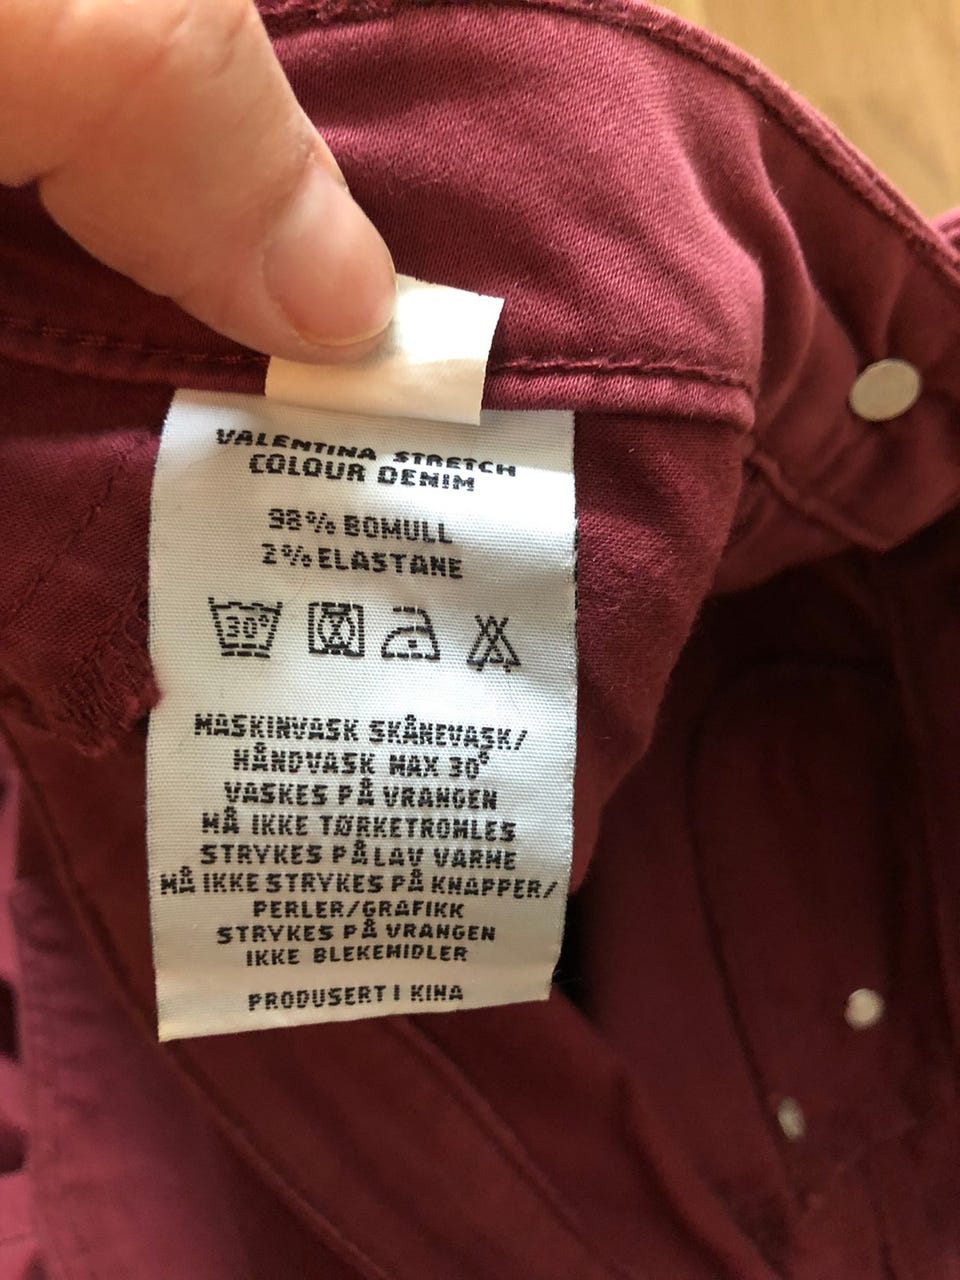 VALENTINA STRETCH
COLOUR DENIM
98% BOMULL
2% ELASTANE
30°
MASKINVASK SKÅNEVASK/
HÅNDVASK MAX 30°
VASKES PÅ VRANGEN
MÅ IKKE TØRKETROMLES
STRYKES PÅ LAV VARME
MÅ IKKE STRYKES PÅ KNAPPER/
PERLER/GRAFIKK
STRYKES PÅ VRANGEN
IKKE BLEKEMIDLER
PRODUSERT I KINA